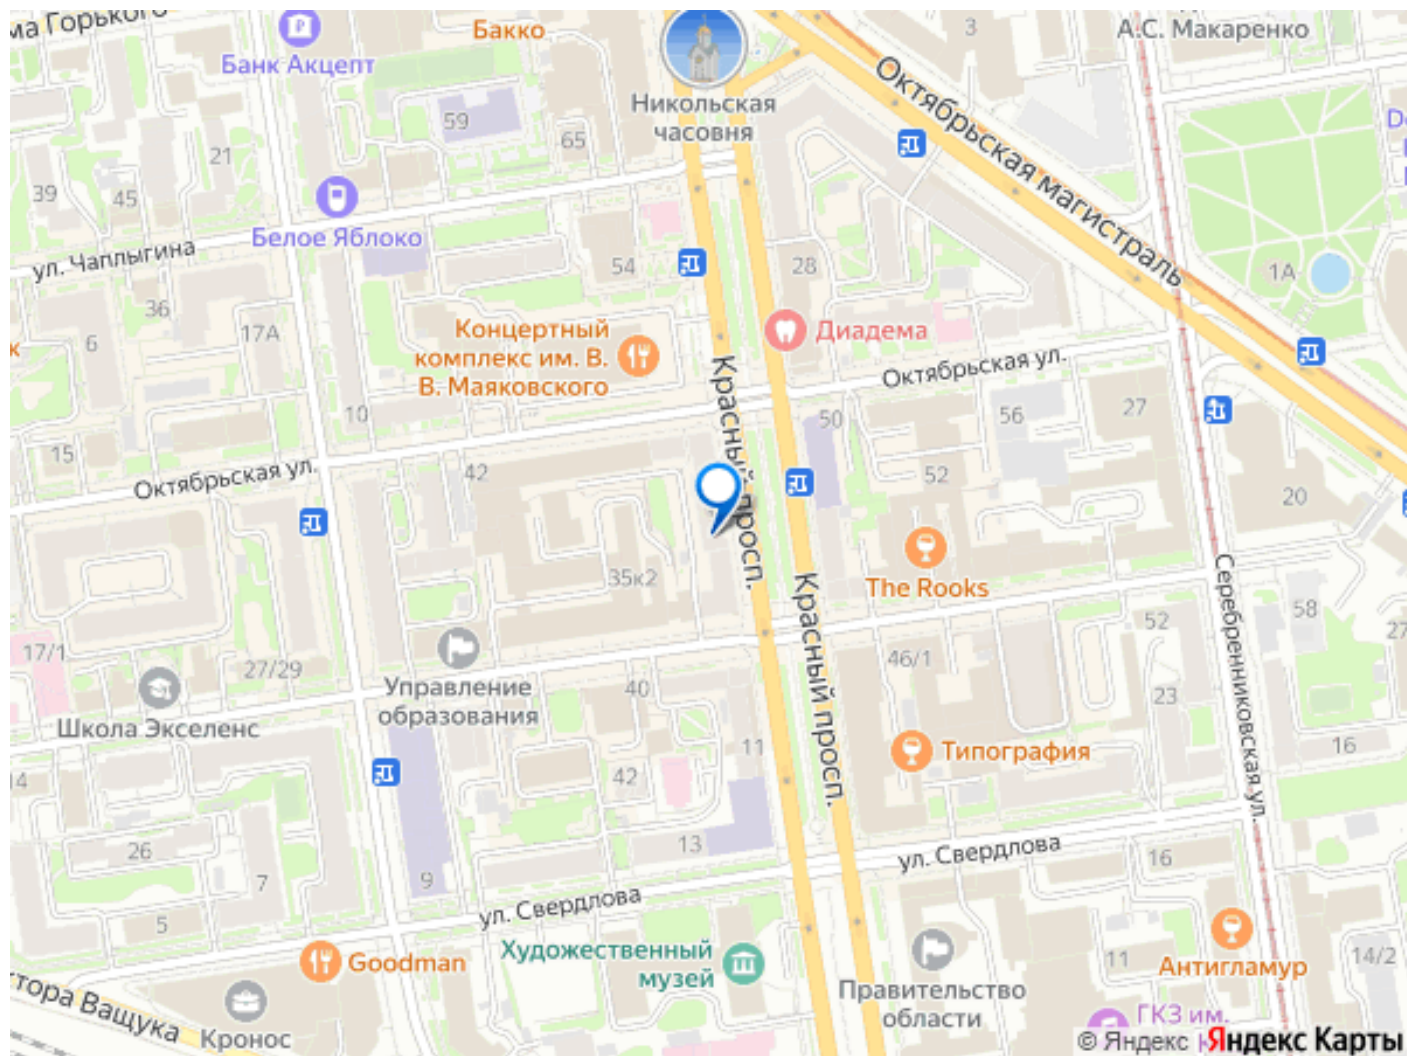 ма Горького
Бакко
3
А.С. Макаренко
Банк Акцепт
Октябрьская магистраль
Никольская
часовня
59
65
21
39
45
Белое Яблоко
ул. Чаплыгина
54
28
1А
36
17А
6
Концертный
комплекс им. В.
В. Маяковского
Диадема
Красный просп.
Октябрьская ул.
10
50
56
27
15
Октябрьская ул.
42
52
20
35к2
The Rooks
Красный просп.
Серебренниковская ул.
58
52
27
17/1
27/29
Управление
образования
40
46/1
23
Школа Экселенс
11
Типография
16
14
42
13
26
7
9
ул. Свердлова
16
5
ул. Свердлова
Goodman
Художественный
музей
Правительство
области
11
Антигламур
14/2
тора Ващука
Кронос
ГКЗ им.
© Яндекс
Яндекс Карты